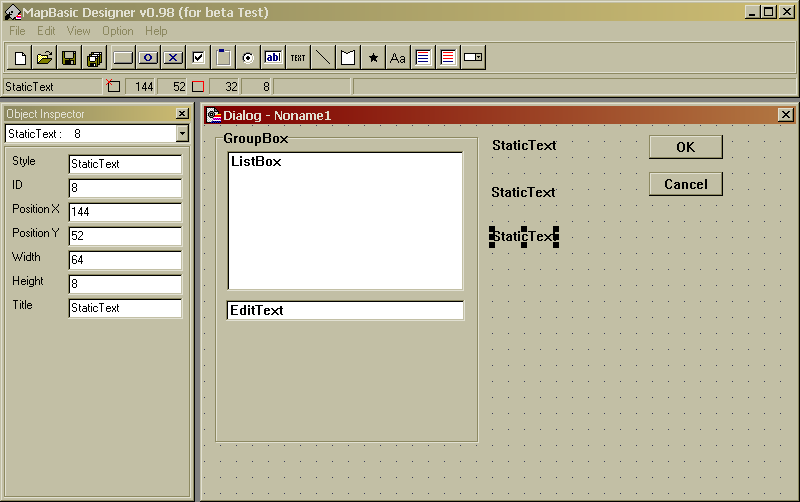 MapBasic Designer v0.98 (for beta Test)
File Edit View Option Help
O X abl TEXT Aa
StaticText 144 52 32 8
Object Inspector
StaticText : 8
Style StaticText
ID 8
Position X 144
Position Y 52
Width 64
Height 8
Title StaticText
Dialog - Noname1
GroupBox
ListBox
EditText
StaticText
StaticText
StaticText
OK
Cancel